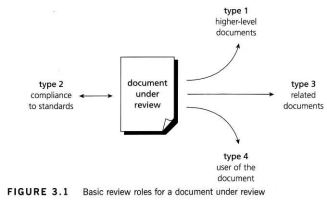 type 1
higher-level
documents
type 2
compliance
to standards
document
under
review
type 3
related
documents
type 4
user of the
document
FIGURE 3.1 Basic review roles for a document under review